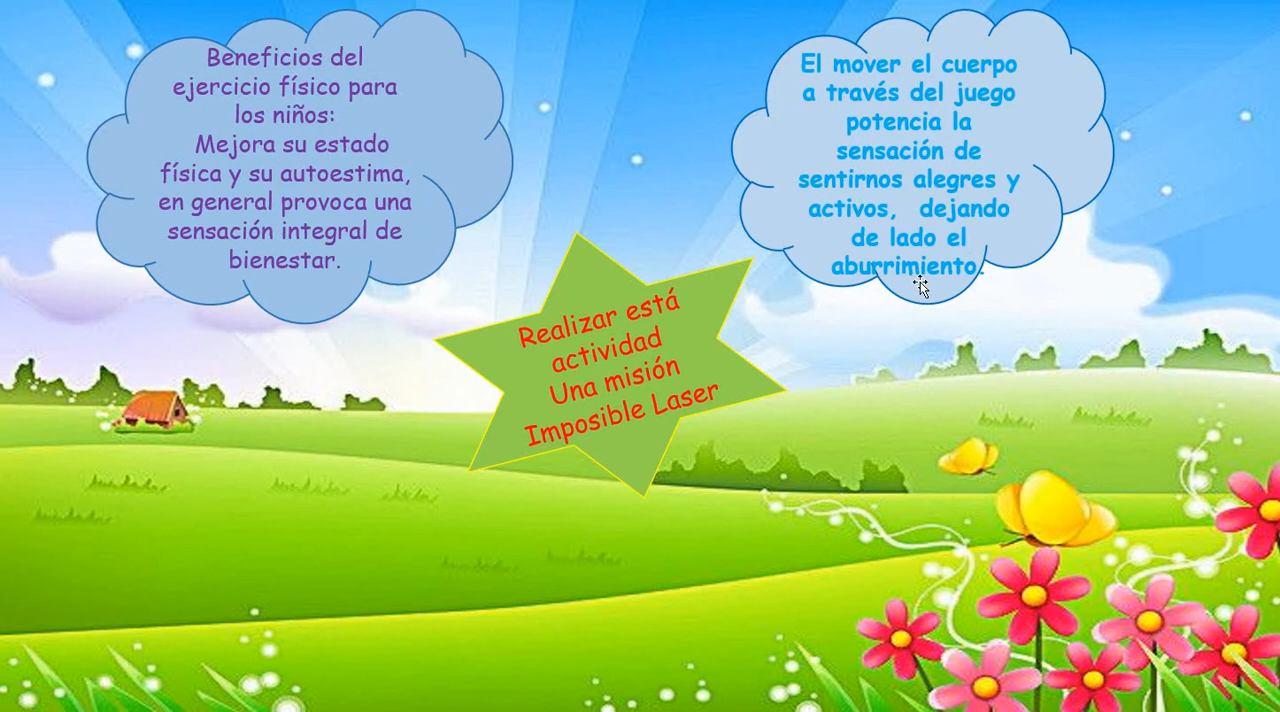 Beneficios del
ejercicio físico para
los niños:
Mejora su estado
física y su autoestima,
en general provoca una
sensación integral de
bienestar.
El mover el cuerpo
a través del juego
potencia la
sensación de
sentirnos alegres y
activos, dejando
de lado el
aburrimiento.
Realizar está
actividad
Una misión
Imposible Laser